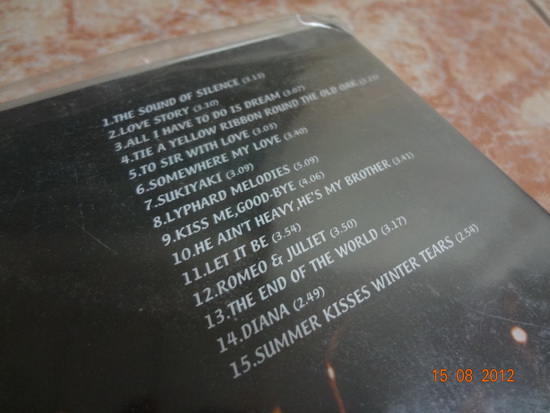 1.THE SOUND OF SILENCE (3.13)
2.LOVE STORY (3.10)
3.ALL I HAVE TO DO IS DREAM (3.07)
4.TIE A YELLOW RIBBON ROUND THE OLD OAK
5.TO SIR WITH LOVE (3.03)
6.SOMEWHERE MY LOVE (3.40)
7.SUKIYAKI (3.09)
8.LYPHARD MELODIES (5.09)
9.KISS ME,GOOD-BYE (4.06)
10.HE AIN'T HEAVY,HE'S MY BROTHER (3.41)
11.LET IT BE (3.54)
12.ROMEO & JULIET (3.50)
13.THE END OF THE WORLD (3.17)
14.DIANA (2.49)
15.SUMMER KISSES WINTER TEARS (2.54)
15 08 2012